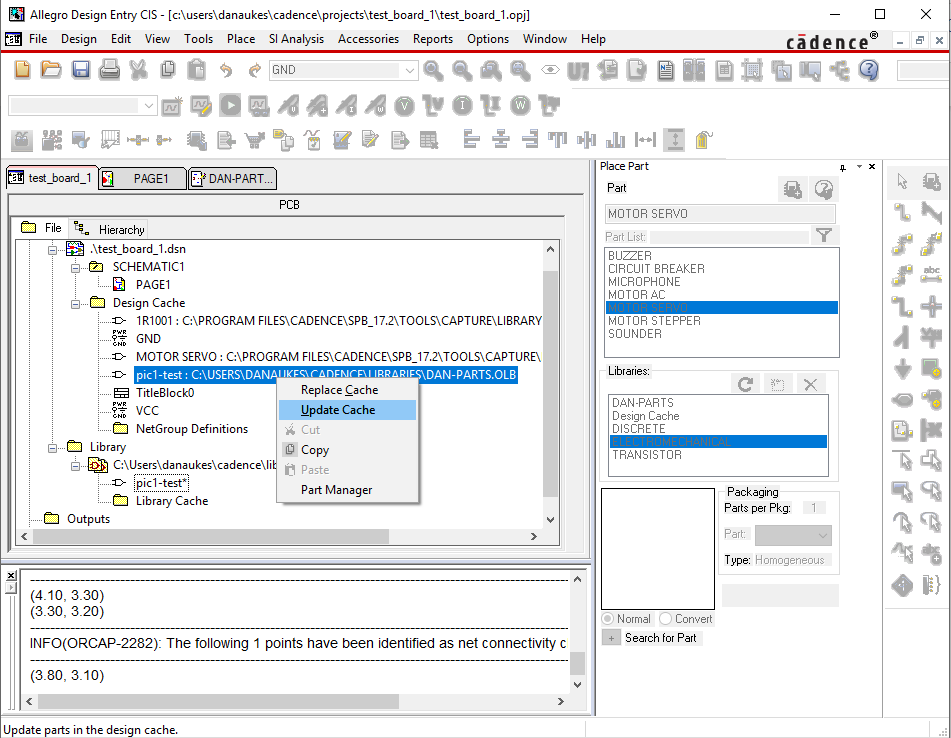 Allegro Design Entry CIS - [c:\users\danaukes\cadence\projects\test_board_1\test_board_1.opj]
File Design Edit View Tools Place SI Analysis Accessories Reports Options Window Help
cādence®
GND
U?
V I W
test_board_1 PAGE1 DAN-PART...
PCB
File Hierarchy
.\test_board_1.dsn
SCHEMATIC1
PAGE1
Design Cache
1R1001 : C:\PROGRAM FILES\CADENCE\SPB_17.2\TOOLS\CAPTURE\LIBRARY
GND
MOTOR SERVO : C:\PROGRAM FILES\CADENCE\SPB_17.2\TOOLS\CAPTURE\
pic1-test : C:\USERS\DANAUKES\CADENCE\LIBRARIES\DAN-PARTS.OLB
TitleBlock0
VCC
NetGroup Definitions
Library
C:\Users\danaukes\cadence\lib
pic1-test*
Library Cache
Outputs
Replace Cache
Update Cache
Cut
Copy
Paste
Part Manager
(4.10, 3.30)
(3.30, 3.20)
INFO(ORCAP-2282): The following 1 points have been identified as net connectivity c
(3.80, 3.10)
Place Part
Part
MOTOR SERVO
Part List:
BUZZER
CIRCUIT BREAKER
MICROPHONE
MOTOR AC
MOTOR SERVO
MOTOR STEPPER
SOUNDER
Libraries:
DAN-PARTS
Design Cache
DISCRETE
ELECTROMECHANICAL
TRANSISTOR
Packaging
Parts per Pkg: 1
Part:
Type: Homogeneous
Normal Convert
+ Search for Part
abc
abc
Update parts in the design cache.